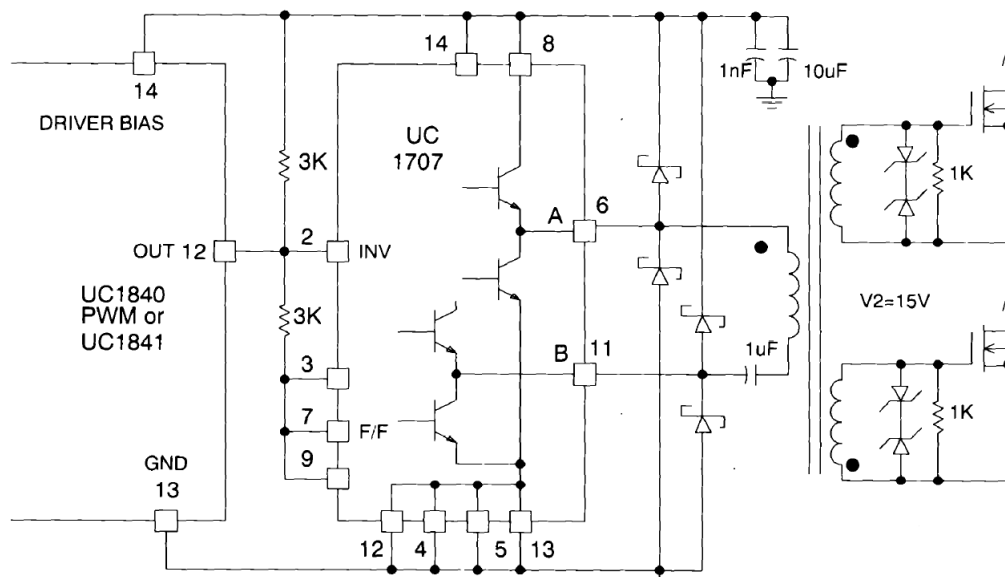 14
8
14
1nF
10uF
DRIVER BIAS
UC
1707
3K
1K
A
6
2
OUT 12
INV
UC1840
PWM or
UC1841
3K
V2=15V
B
11
1uF
3
7
F/F
1K
9
GND
13
12
4
5
13